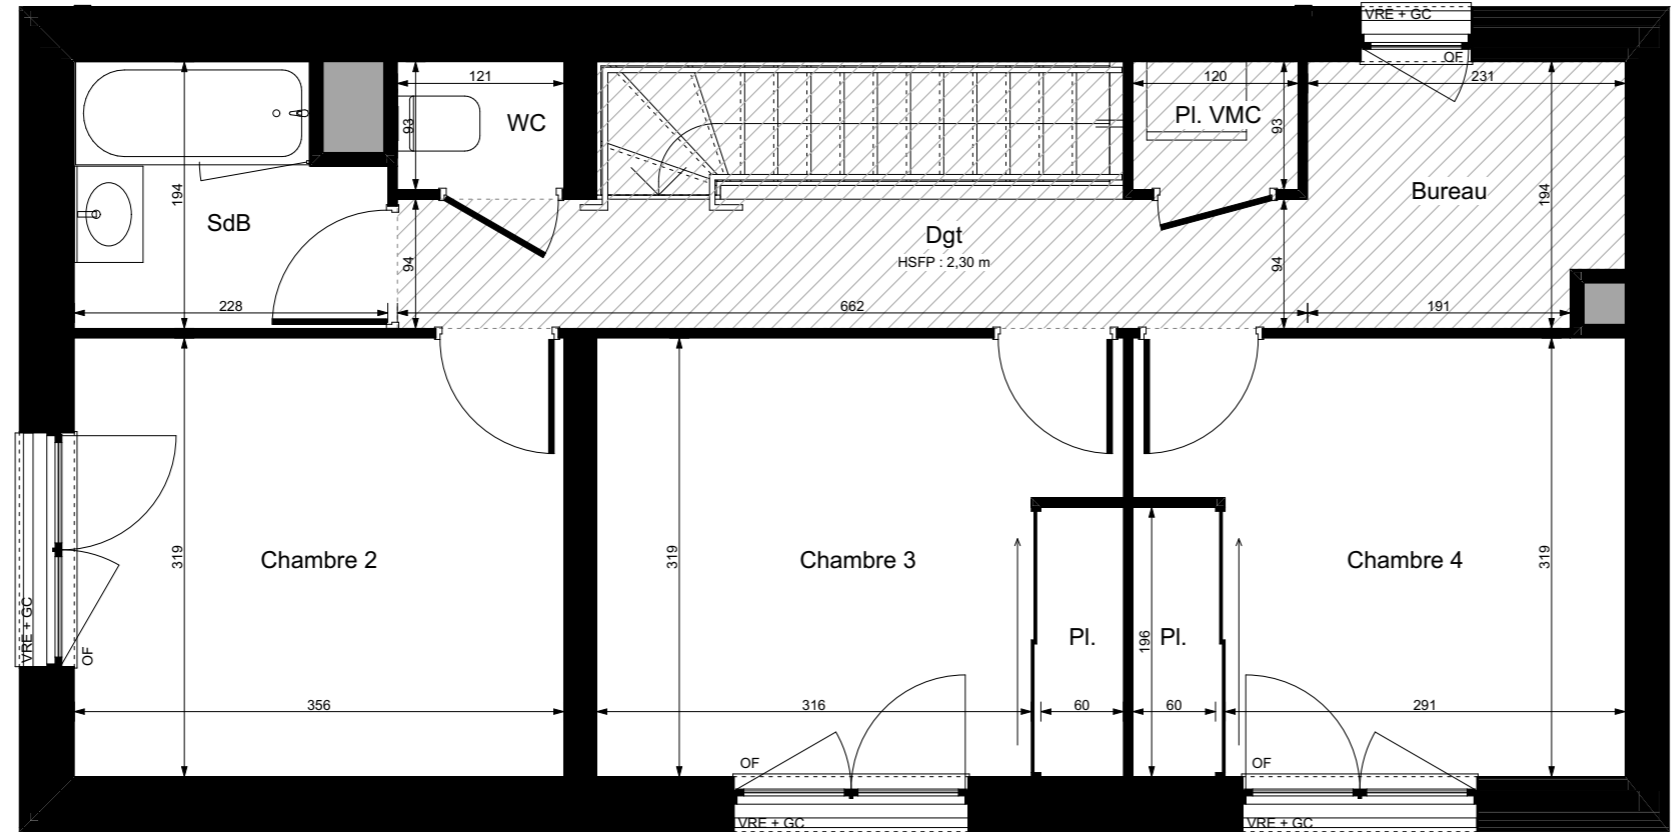 VRE + GC
OF
121
120
231
93
WC
Pl. VMC
93
194
SdB
Bureau
194
Dgt
HSFP : 2,30 m
94
94
228
662
191
319
Chambre 2
319
Chambre 3
Chambre 4
319
VRE + GC
OF
Pl.
196
Pl.
356
316
60
60
291
OF
OF
VRE + GC
VRE + GC